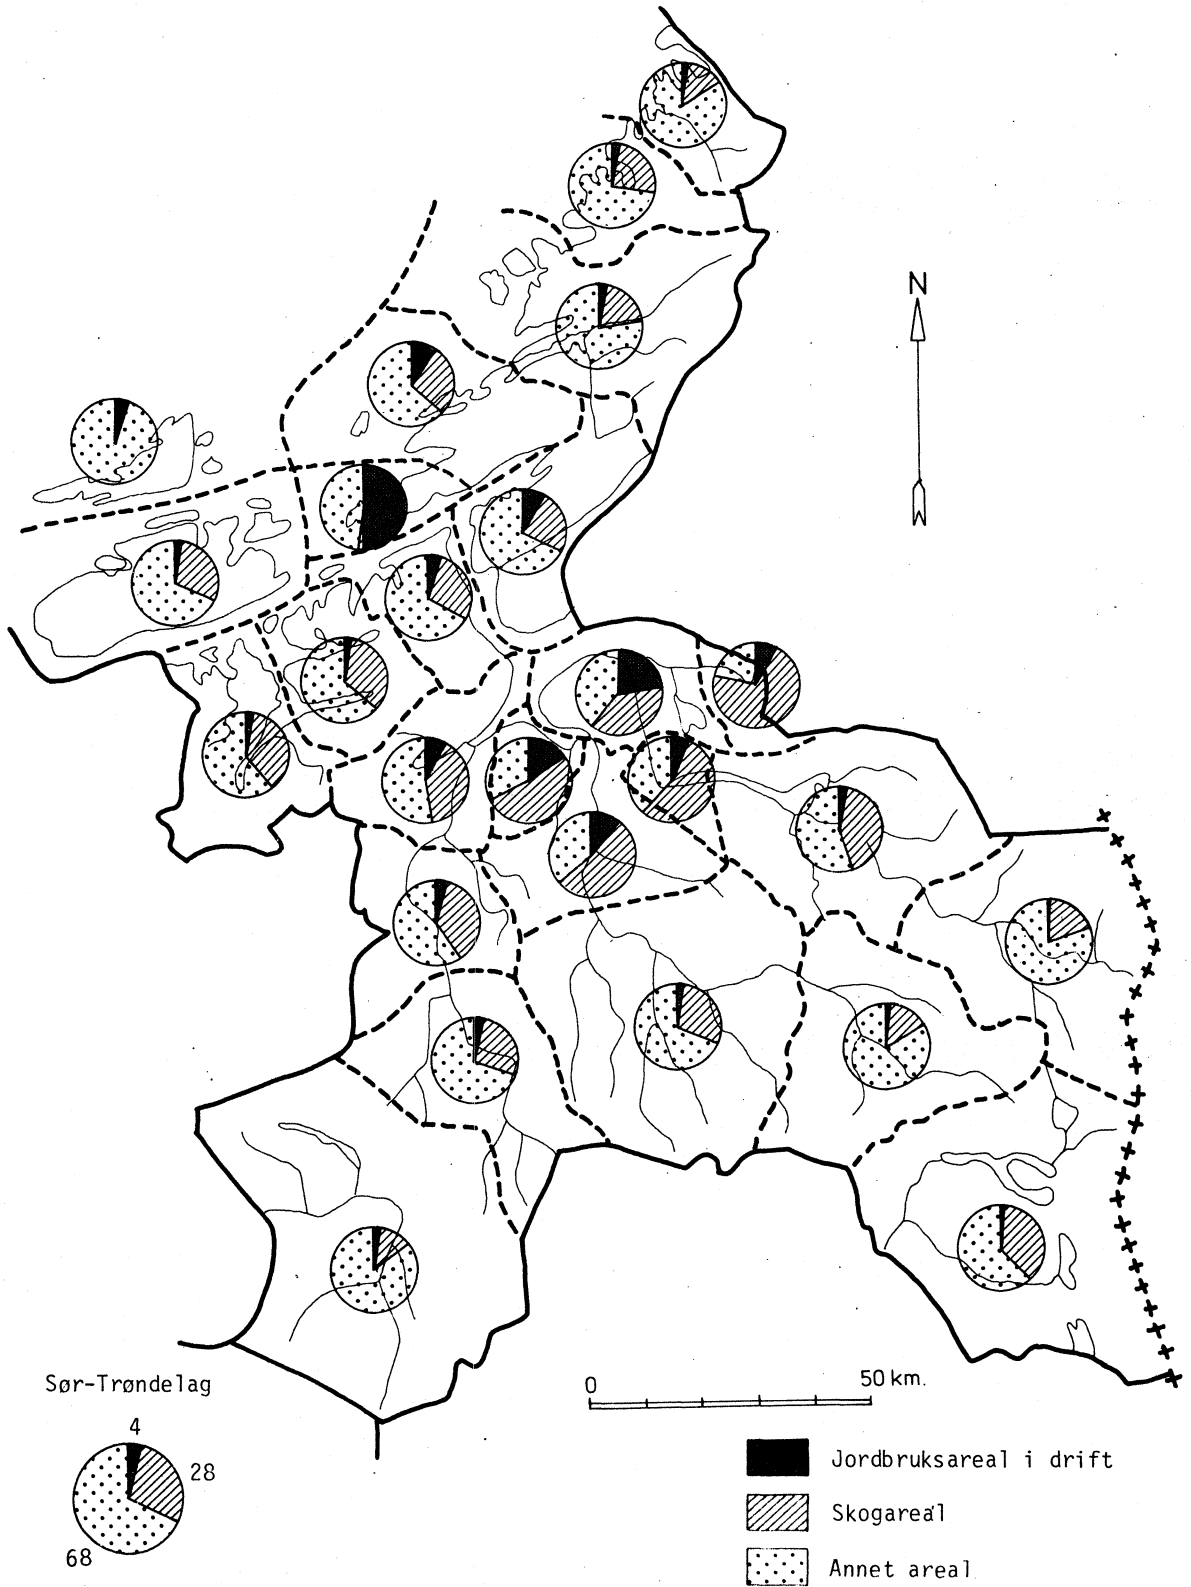 N
Sør-Trøndelag
4
28
68
0 50 km.
Jordbruksareal i drift
Skogareal
Annet areal